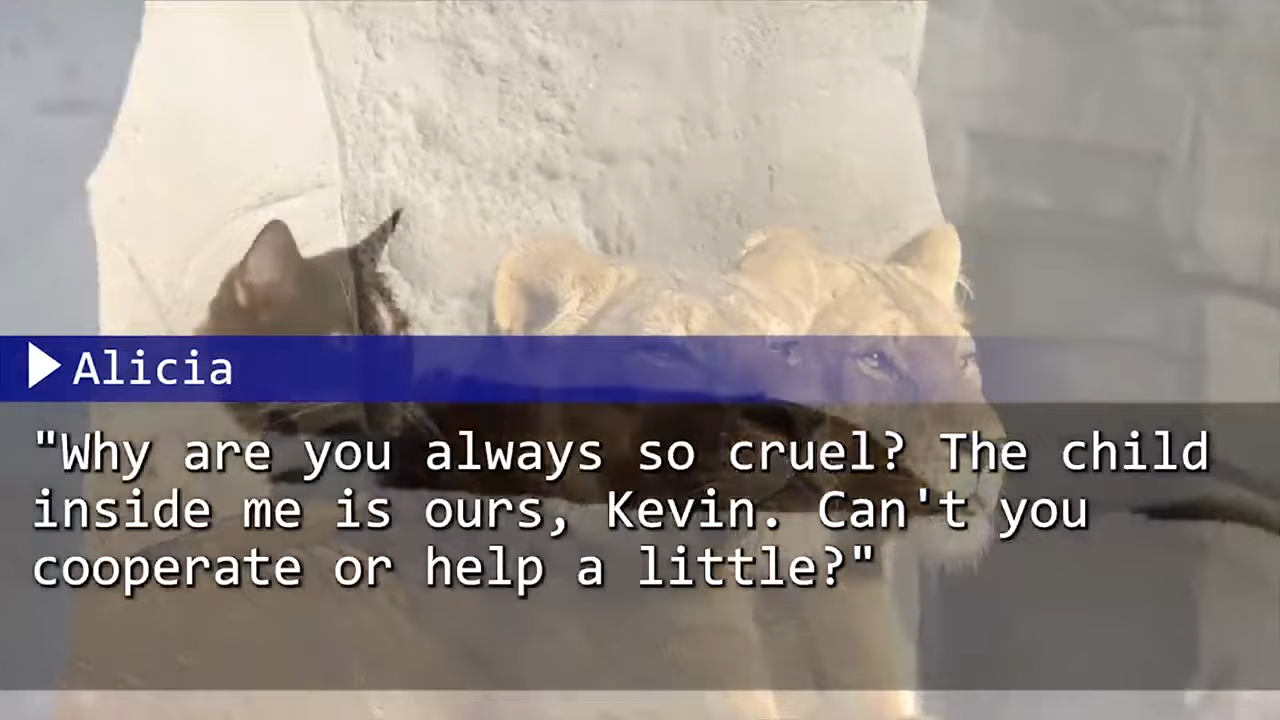 Alicia
"Why are you always so cruel? The child
inside me is ours, Kevin. Can't you
cooperate or help a little?"